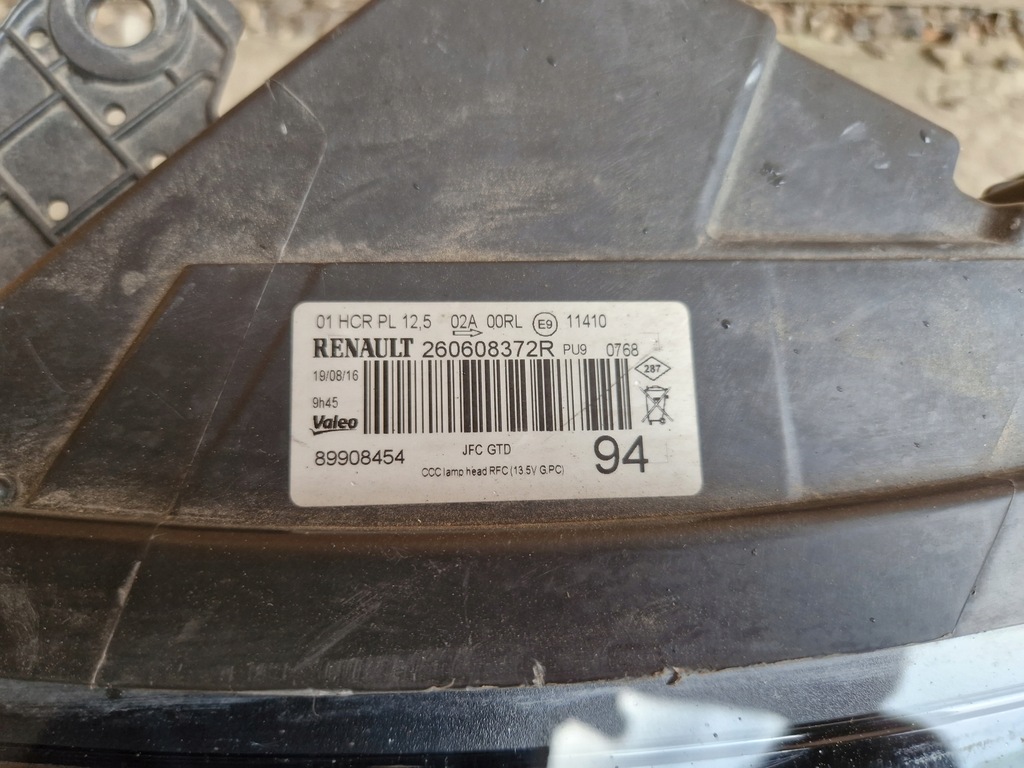 01 HCR PL 12,5 02A 00RL E9 11410
RENAULT 260608372R PU9 0768
19/08/16
287
9h45
Valeo
89908454 JFC GTD 94
CCC lamp head RFC (13.5V G.PC)